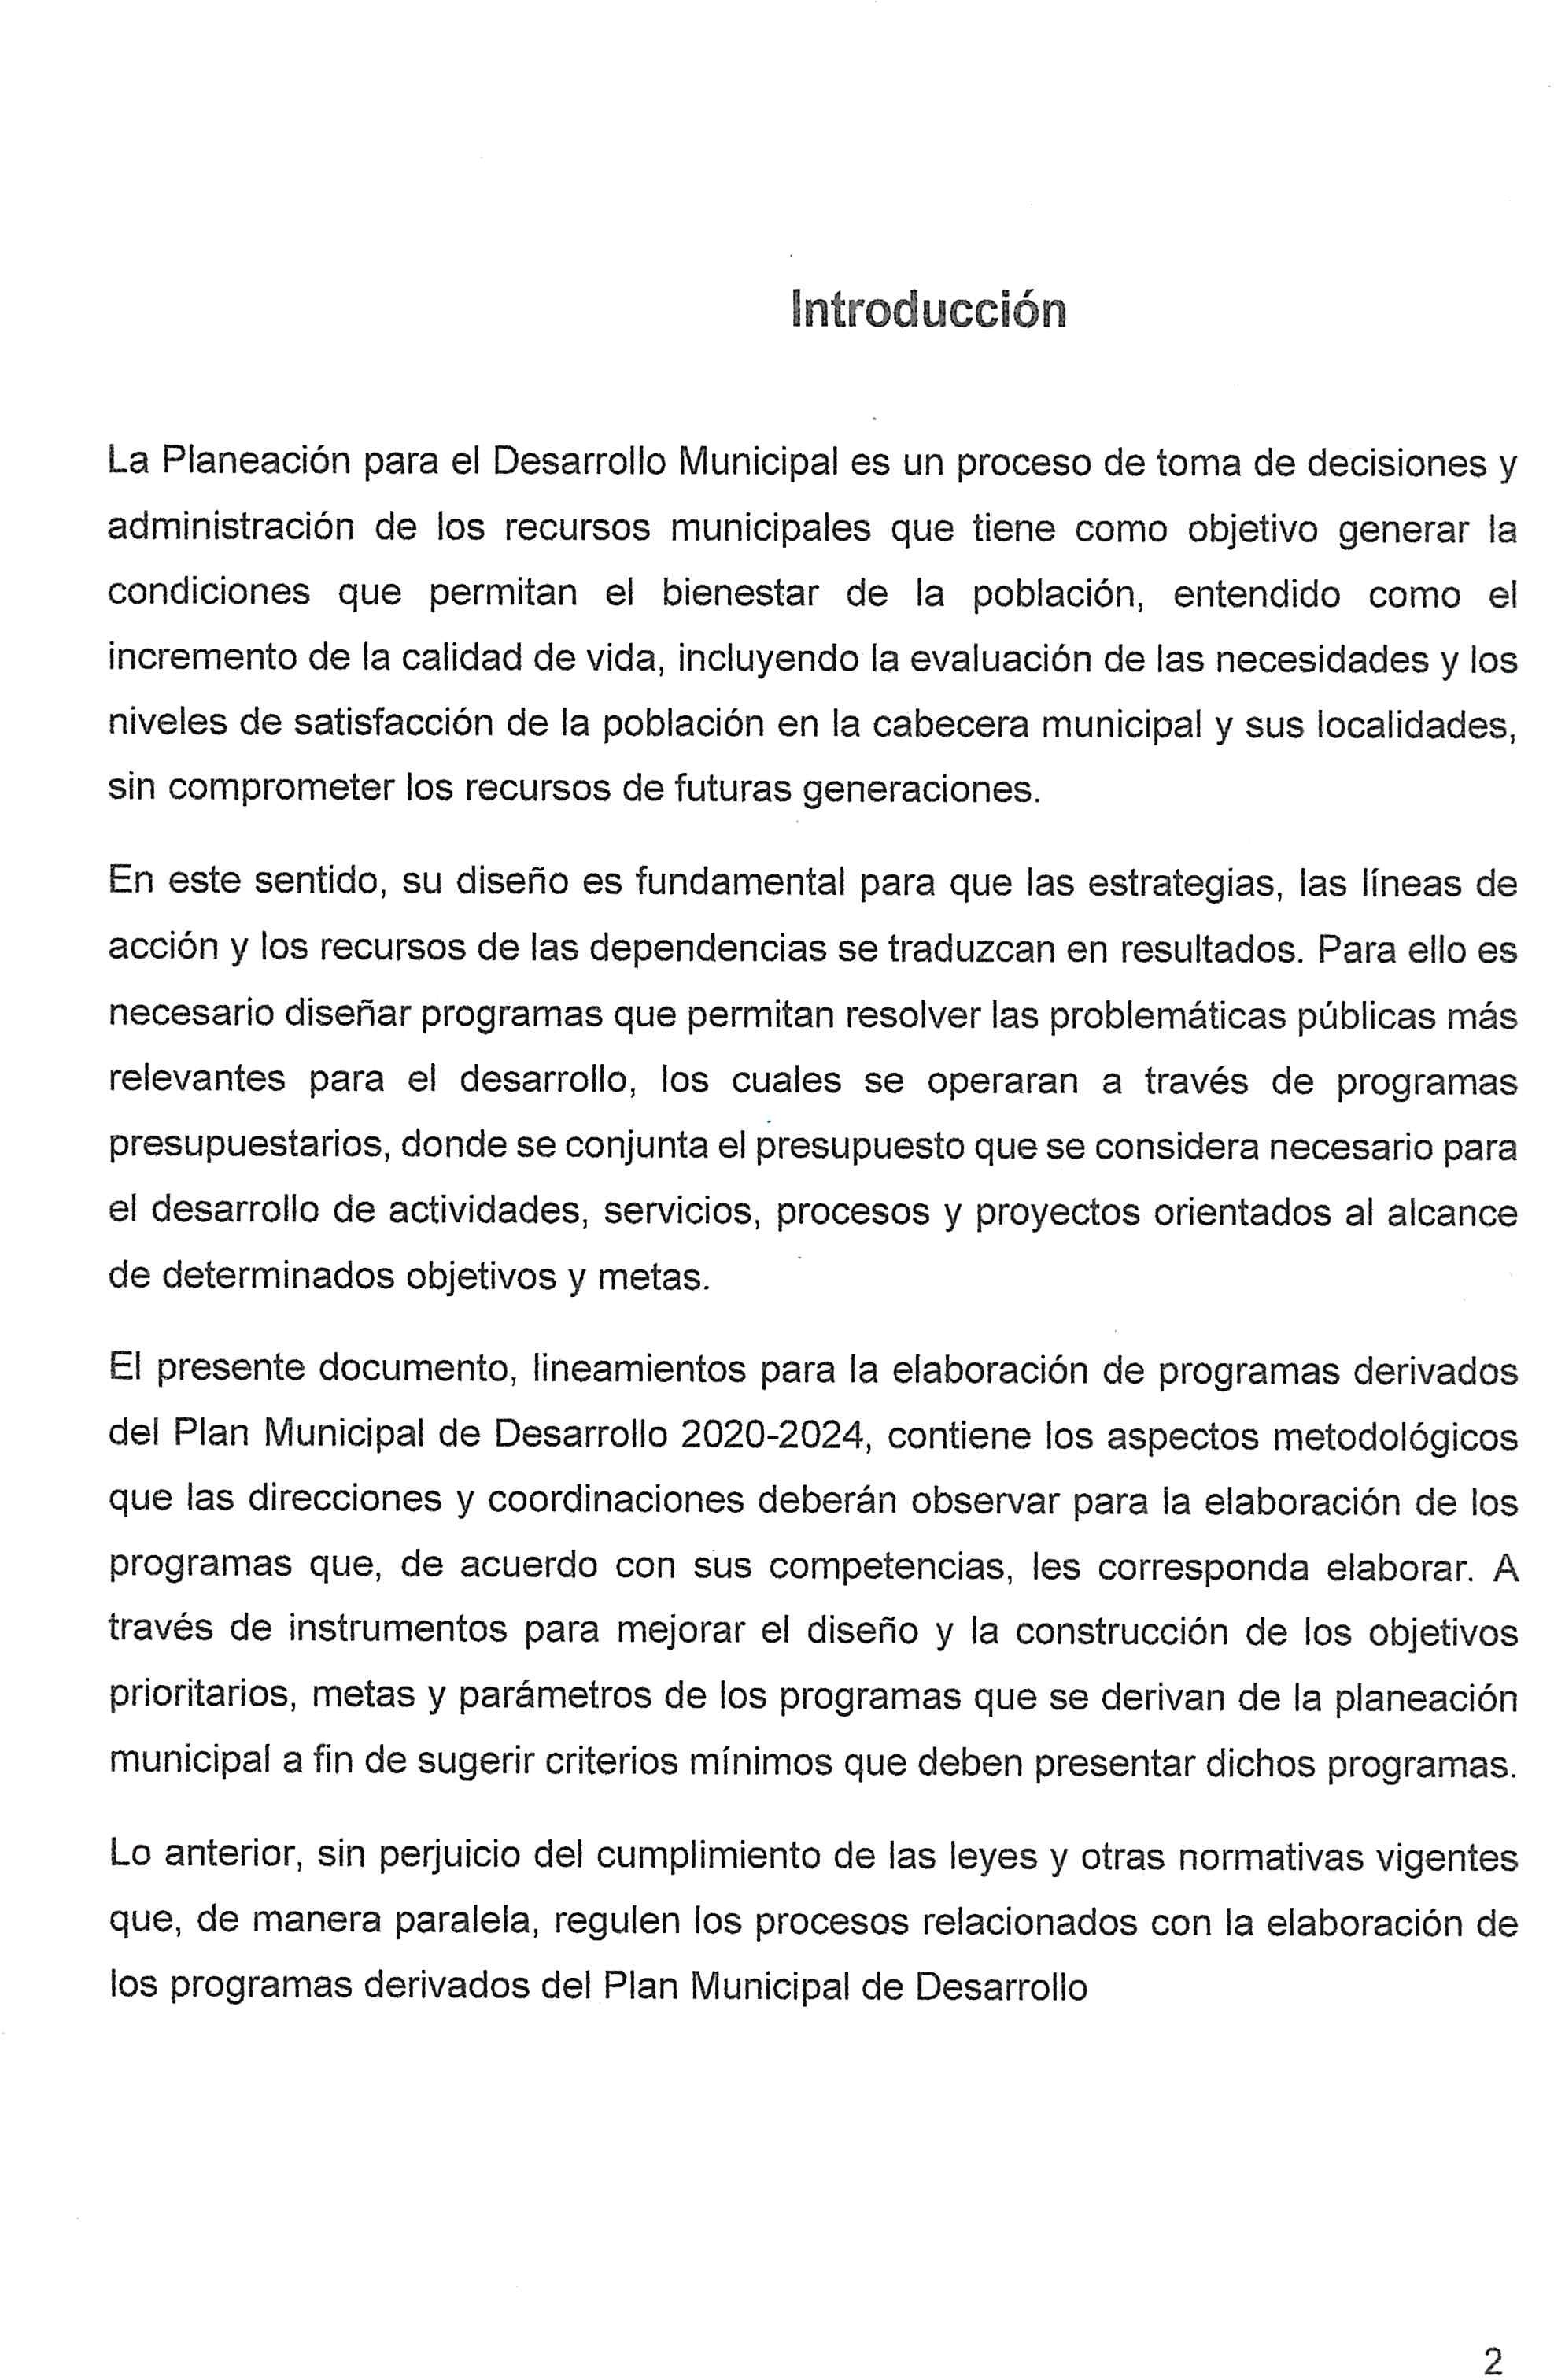 Introducción
La Planeación para el Desarrollo Municipal es un proceso de toma de decisiones y
administración de los recursos municipales que tiene como objetivo generar la
condiciones que permitan el bienestar de la población, entendido como el
incremento de la calidad de vida, incluyendo la evaluación de las necesidades y los
niveles de satisfacción de la población en la cabecera municipal y sus localidades,
sin comprometer los recursos de futuras generaciones.
En este sentido, su diseño es fundamental para que las estrategias, las líneas de
acción y los recursos de las dependencias se traduzcan en resultados. Para ello es
necesario diseñar programas que permitan resolver las problemáticas públicas más
relevantes para el desarrollo, los cuales se operaran a través de programas
presupuestarios, donde se conjunta el presupuesto que se considera necesario para
el desarrollo de actividades, servicios, procesos y proyectos orientados al alcance
de determinados objetivos y metas.
El presente documento, lineamientos para la elaboración de programas derivados
del Plan Municipal de Desarrollo 2020-2024, contiene los aspectos metodológicos
que las direcciones y coordinaciones deberán observar para la elaboración de los
programas que, de acuerdo con sus competencias, les corresponda elaborar. A
través de instrumentos para mejorar el diseño y la construcción de los objetivos
prioritarios, metas y parámetros de los programas que se derivan de la planeación
municipal a fin de sugerir criterios mínimos que deben presentar dichos programas.
Lo anterior, sin perjuicio del cumplimiento de las leyes y otras normativas vigentes
que, de manera paralela, regulen los procesos relacionados con la elaboración de
los programas derivados del Plan Municipal de Desarrollo
2